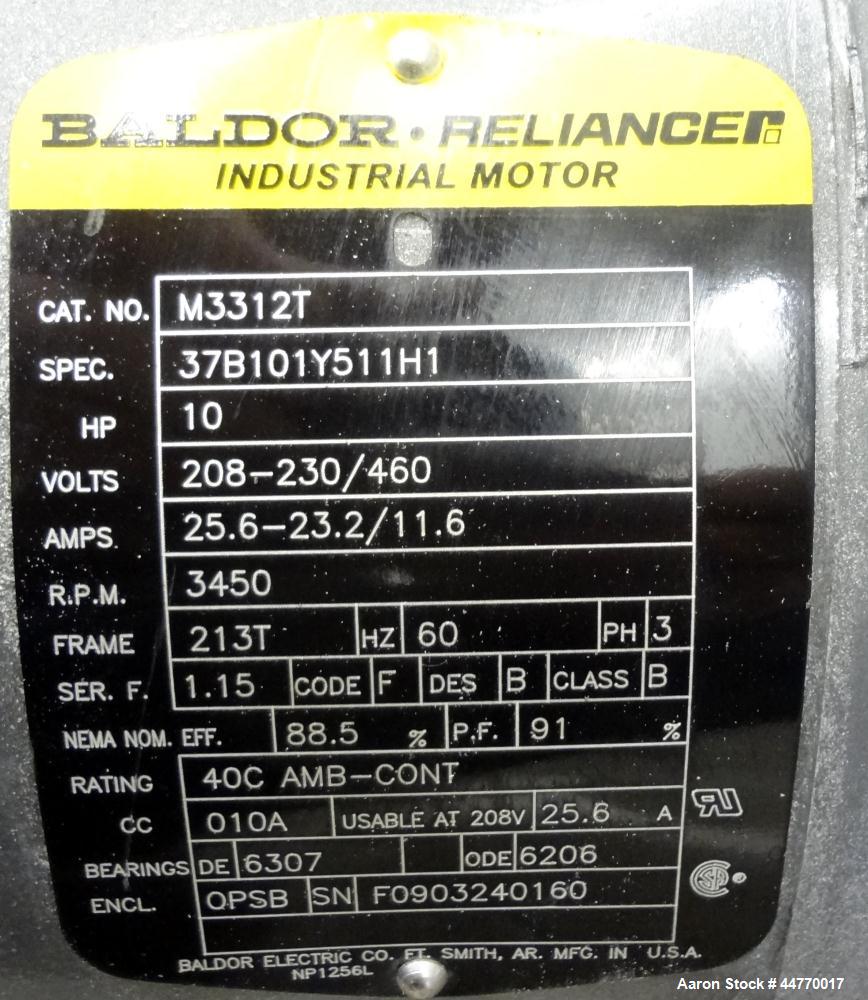 BALDOR • RELIANCER
INDUSTRIAL MOTOR
CAT. NO. M3312T
SPEC. 37B101Y511H1
HP 10
VOLTS 208-230/460
AMPS 25.6-23.2/11.6
R.P.M. 3450
FRAME 213T HZ 60 PH 3
SER. F. 1.15 CODE F DES B CLASS B
NEMA NOM. EFF. 88.5 % P.F. 91 %
RATING 40C AMB-CONT
CC 010A USABLE AT 208V 25.6 A
BEARINGS DE 6307 ODE 6206
ENCL. OPSB SN F0903240160
BALDOR ELECTRIC CO. FT. SMITH, AR. MFG. IN U.S.A.
NP1256L
Aaron Stock # 44770017